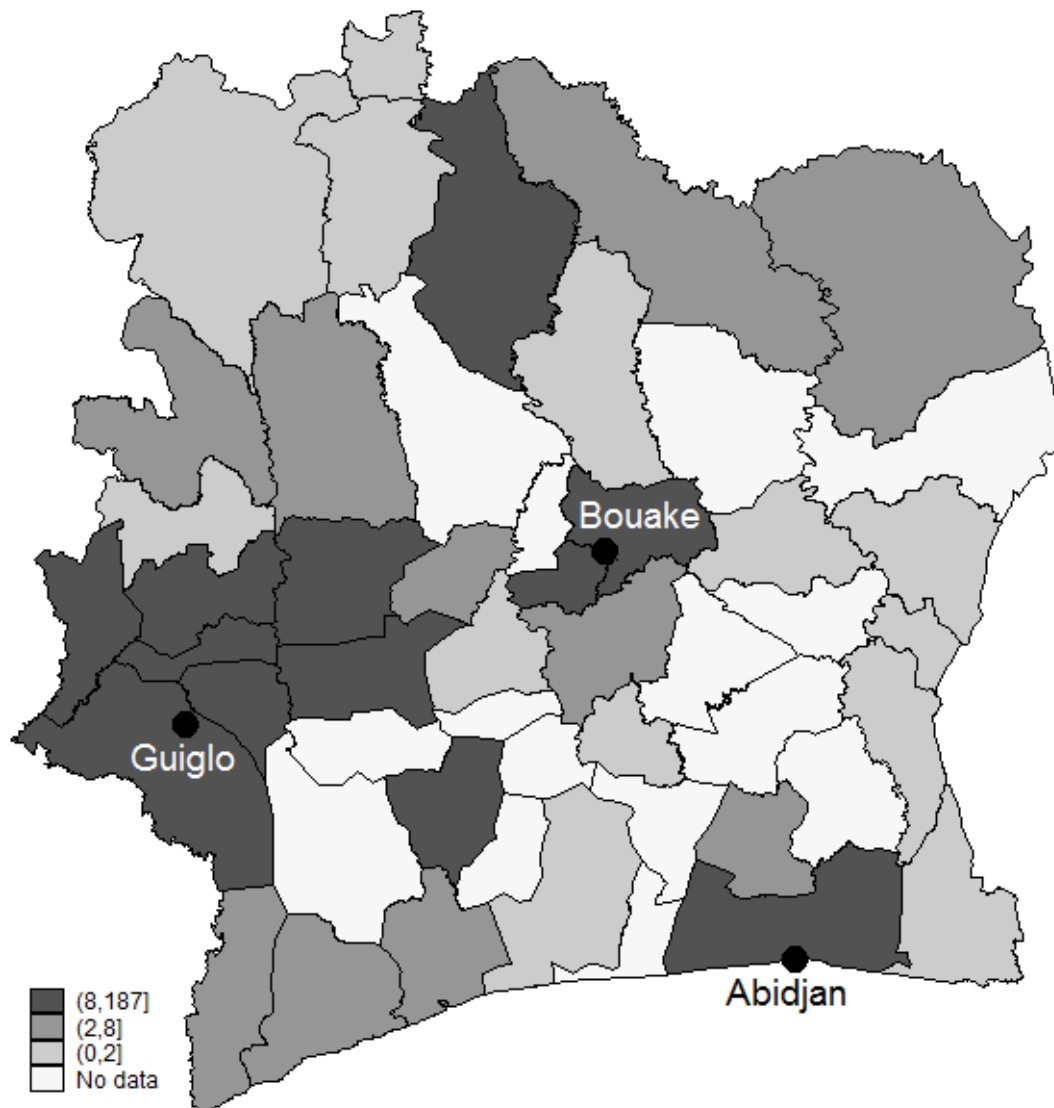 Bouake
Guiglo
Abidjan
(8,187]
(2,8]
(0,2]
No data